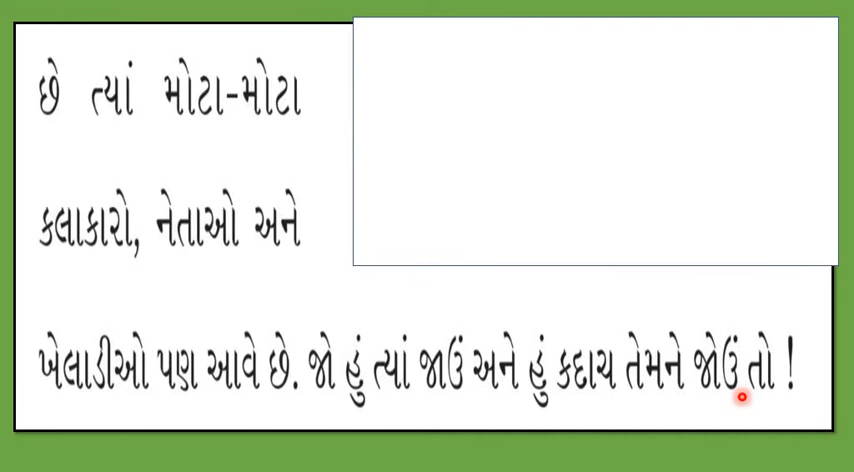 છે ત્યાં મોટા-મોટા
કલાકારો, નેતાઓ અને
ખેલાડીઓ પણ આવે છે. જો હું ત્યાં જાઉં અને હું કદાચ તેમને જોઉં તો !